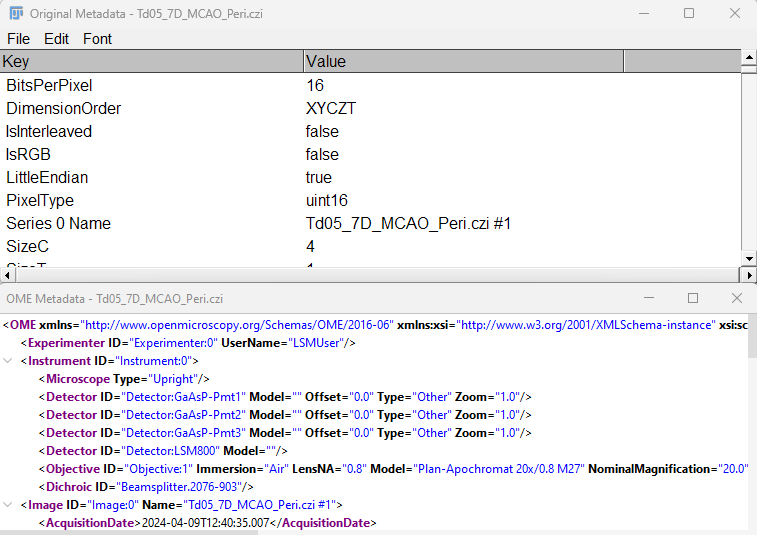 Original Metadata - Td05_7D_MCAO_Peri.czi
File Edit Font
Key Value
BitsPerPixel 16
DimensionOrder XYCZT
IsInterleaved false
IsRGB false
LittleEndian true
PixelType uint16
Series 0 Name Td05_7D_MCAO_Peri.czi #1
SizeC 4
OME Metadata - Td05_7D_MCAO_Peri.czi
<OME xmlns="http://www.openmicroscopy.org/Schemas/OME/2016-06" xmlns:xsi="http://www.w3.org/2001/XMLSchema-instance" xsi:sc
<Experimenter ID="Experimenter:0" UserName="LSMUser"/>
<Instrument ID="Instrument:0">
<Microscope Type="Upright"/>
<Detector ID="Detector:GaAsP-Pmt1" Model="" Offset="0.0" Type="Other" Zoom="1.0"/>
<Detector ID="Detector:GaAsP-Pmt2" Model="" Offset="0.0" Type="Other" Zoom="1.0"/>
<Detector ID="Detector:GaAsP-Pmt3" Model="" Offset="0.0" Type="Other" Zoom="1.0"/>
<Detector ID="Detector:LSM800" Model=""/>
<Objective ID="Objective:1" Immersion="Air" LensNA="0.8" Model="Plan-Apochromat 20x/0.8 M27" NominalMagnification="20.0"
<Dichroic ID="Beamsplitter.2076-903"/>
<Image ID="Image:0" Name="Td05_7D_MCAO_Peri.czi #1">
<AcquisitionDate>2024-04-09T12:40:35.007</AcquisitionDate>